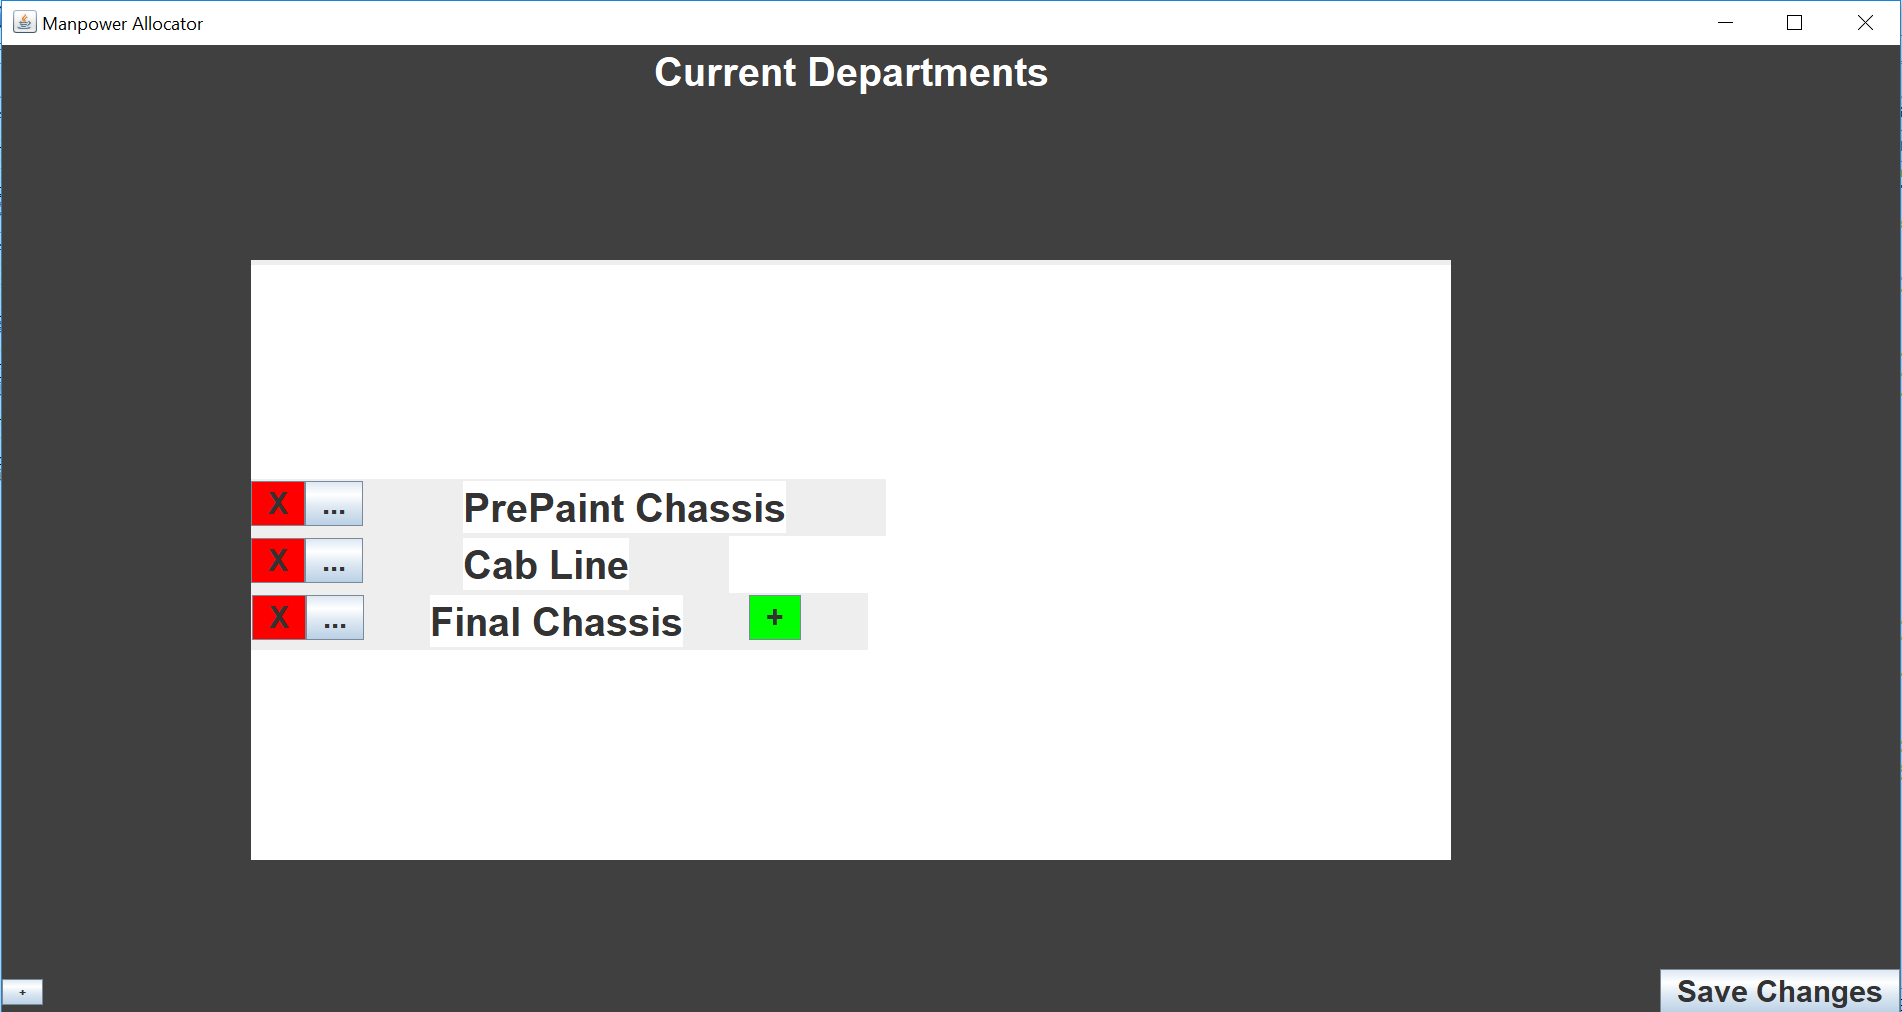 Manpower Allocator
Current Departments
X ... PrePaint Chassis
X ... Cab Line
X ... Final Chassis +
+
Save Changes